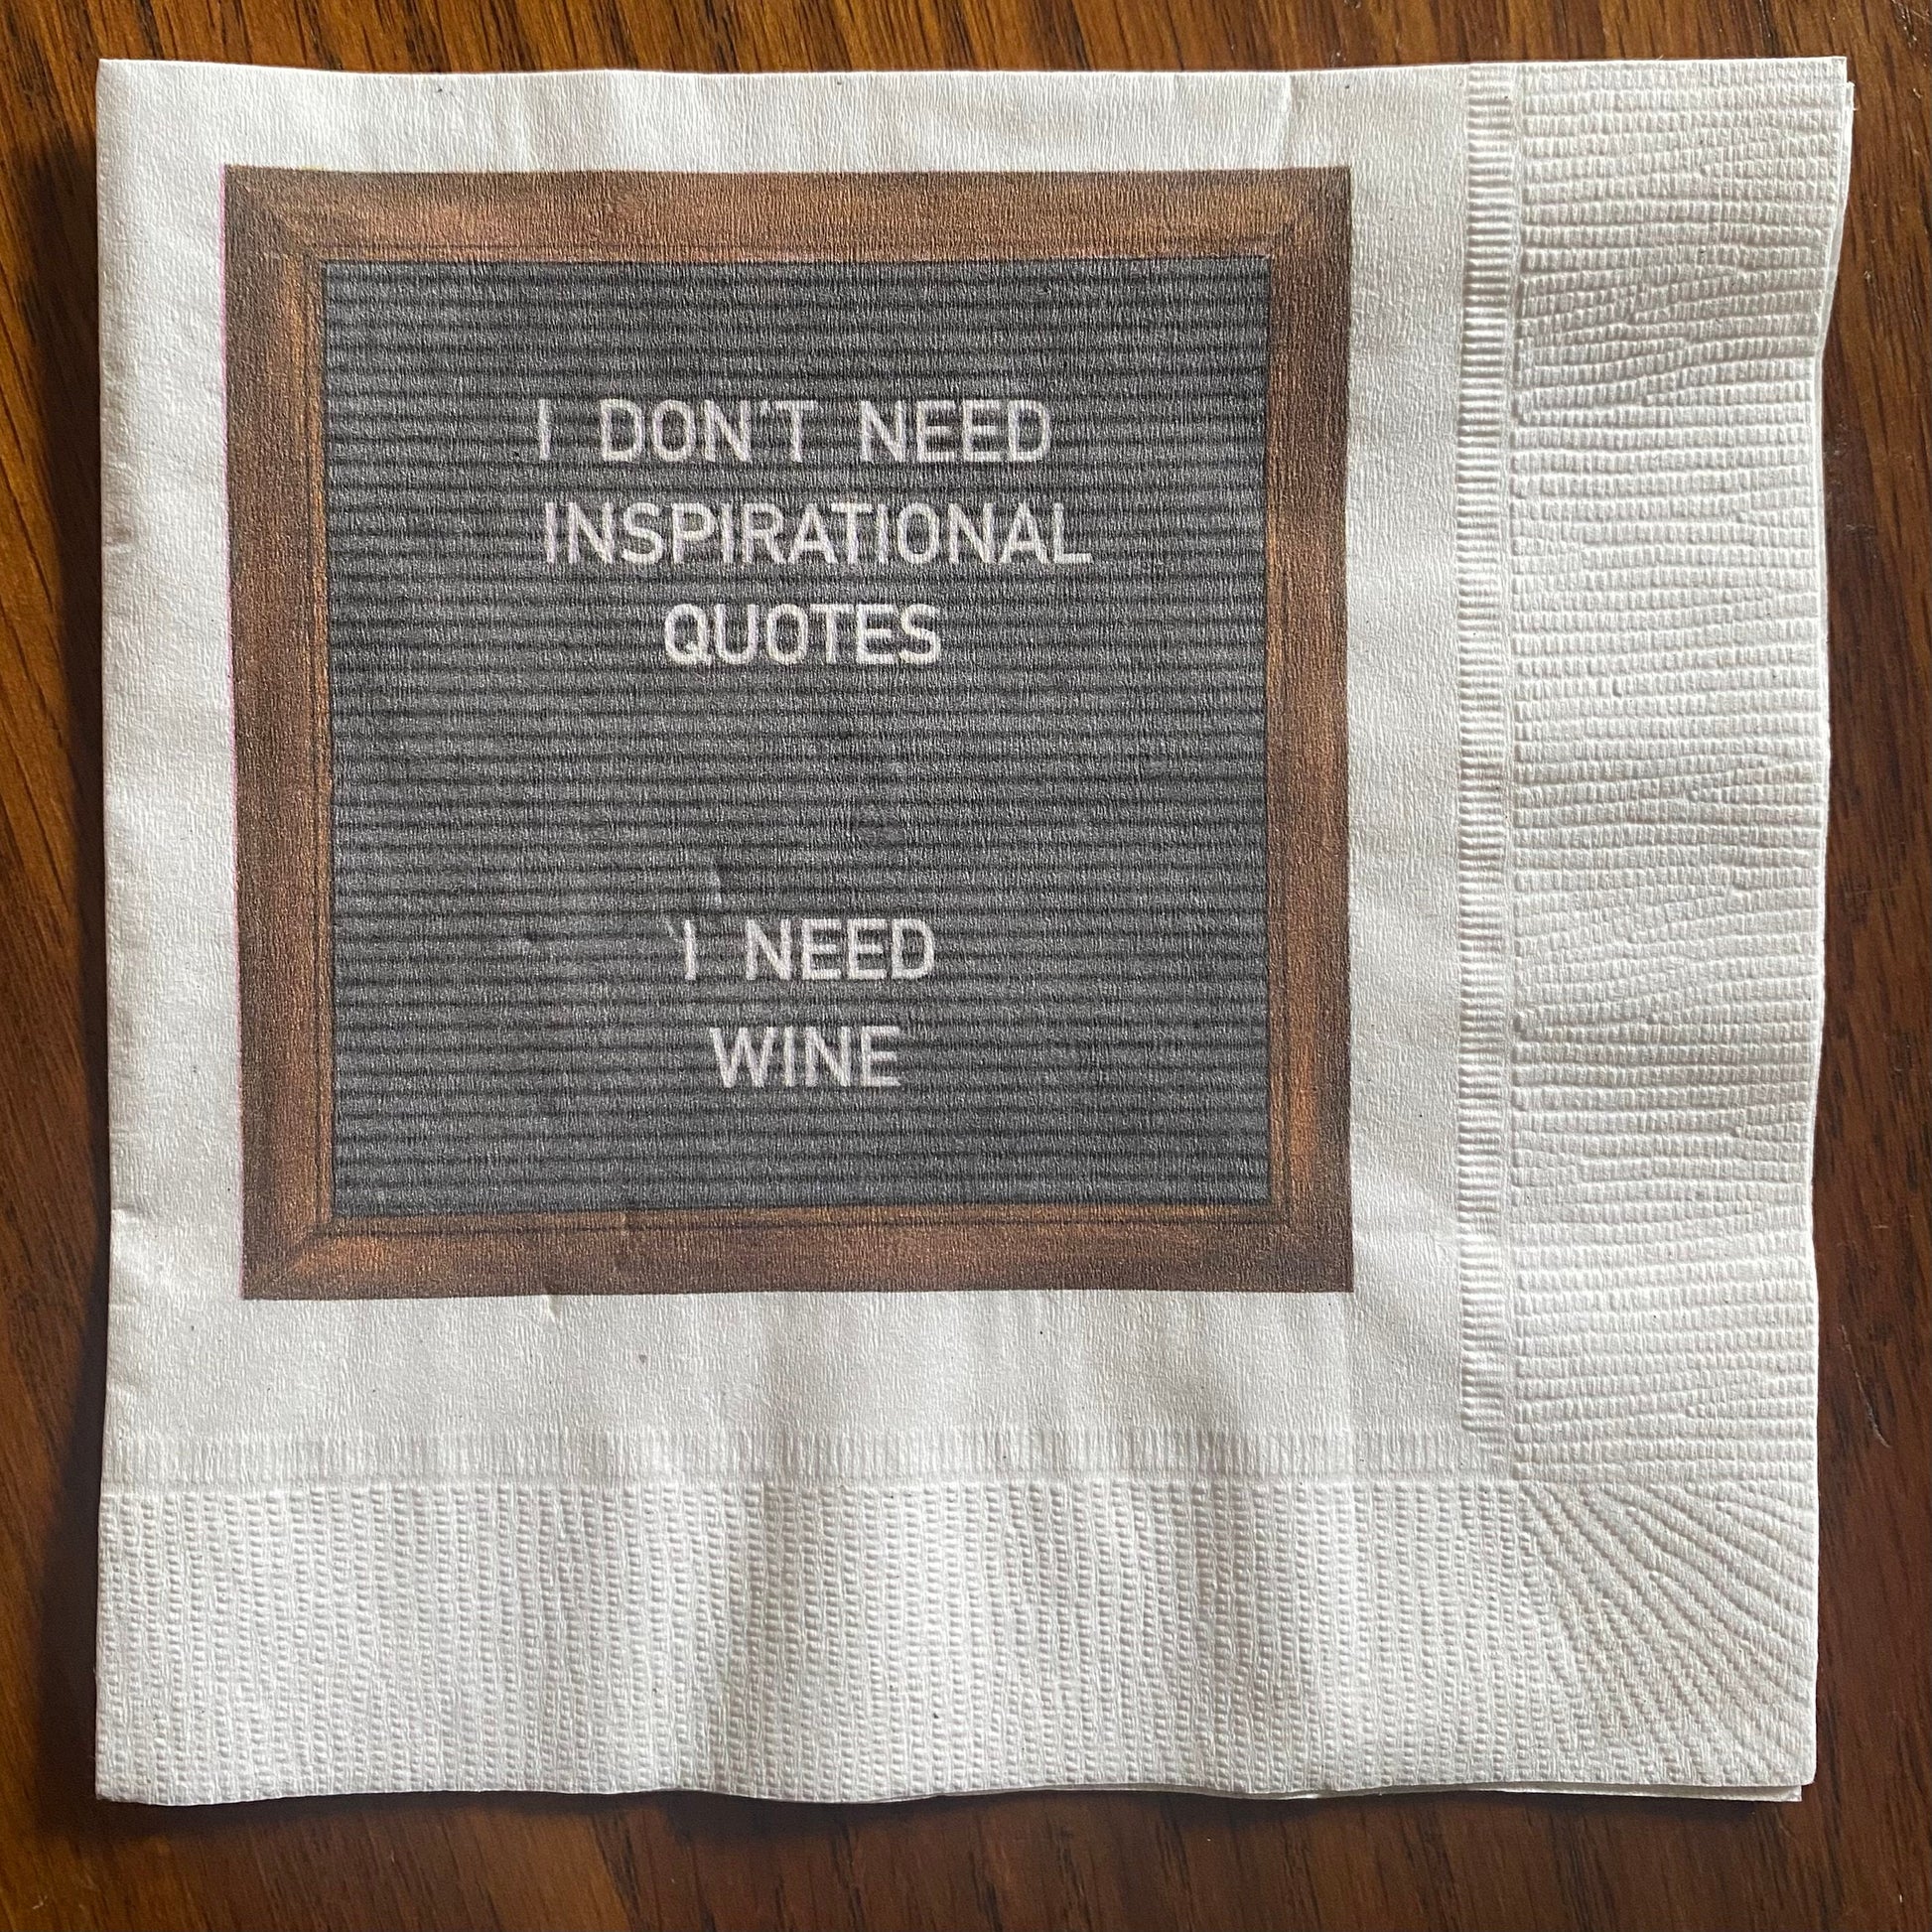 I DON'T NEED
INSPIRATIONAL
QUOTES
I NEED
WINE